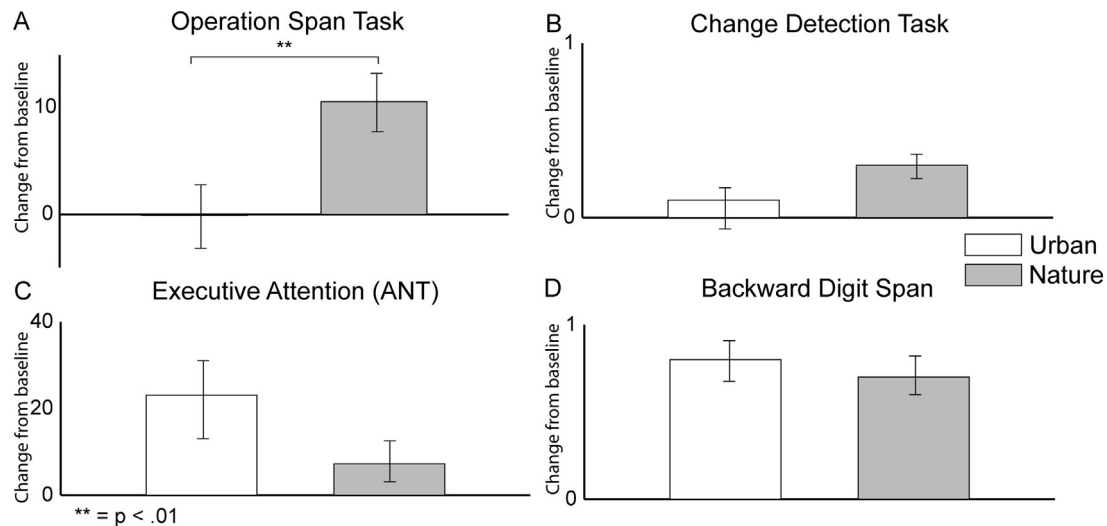 A
Operation Span Task
**
Change from baseline
10
0
B
Change Detection Task
1
Change from baseline
0
Urban
Nature
C
Executive Attention (ANT)
40
Change from baseline
20
0
** = p < .01
D
Backward Digit Span
1
Change from baseline
0